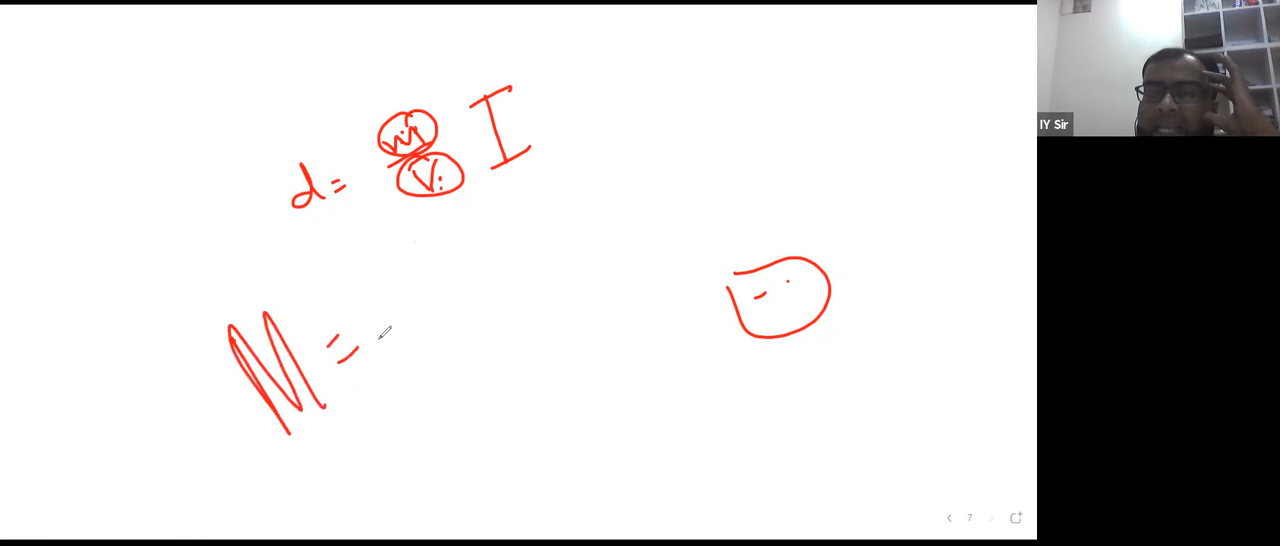 d = m/V I
M =
IY Sir
7